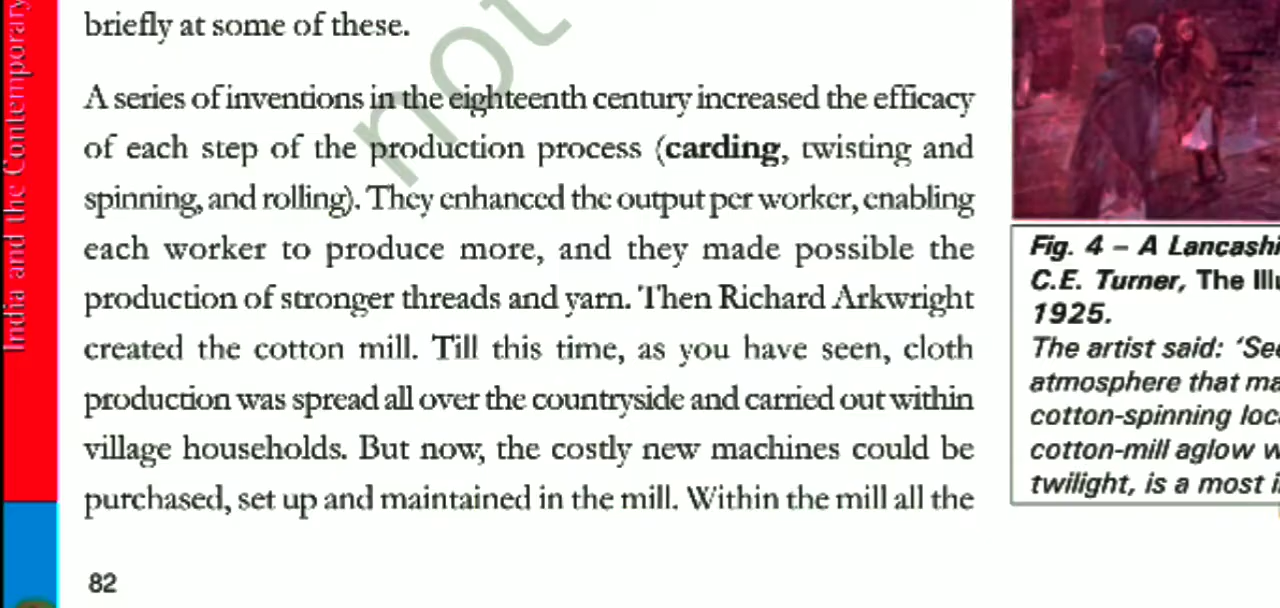 India and the Contemporary
briefly at some of these.
not
A series of inventions in the eighteenth century increased the efficacy
of each step of the production process (carding, twisting and
spinning, and rolling). They enhanced the output per worker, enabling
each worker to produce more, and they made possible the
production of stronger threads and yarn. Then Richard Arkwright
created the cotton mill. Till this time, as you have seen, cloth
production was spread all over the countryside and carried out within
village households. But now, the costly new machines could be
purchased, set up and maintained in the mill. Within the mill all the
82
Fig. 4 – A Lancashi
C.E. Turner, The Illu
1925.
The artist said: ‘See
atmosphere that ma
cotton-spinning loca
cotton-mill aglow w
twilight, is a most i